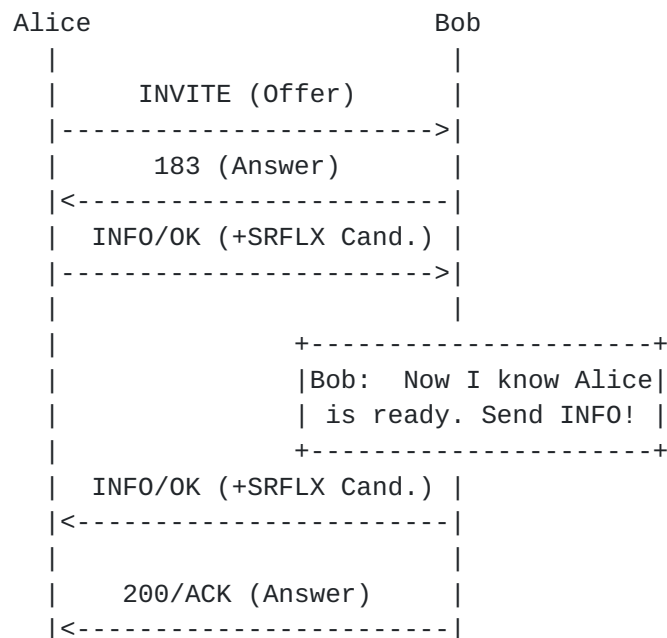 Alice Bob
INVITE (Offer)
183 (Answer)
INFO/OK (+SRFLX Cand.)
Bob: Now I know Alice
is ready. Send INFO!
INFO/OK (+SRFLX Cand.)
200/ACK (Answer)